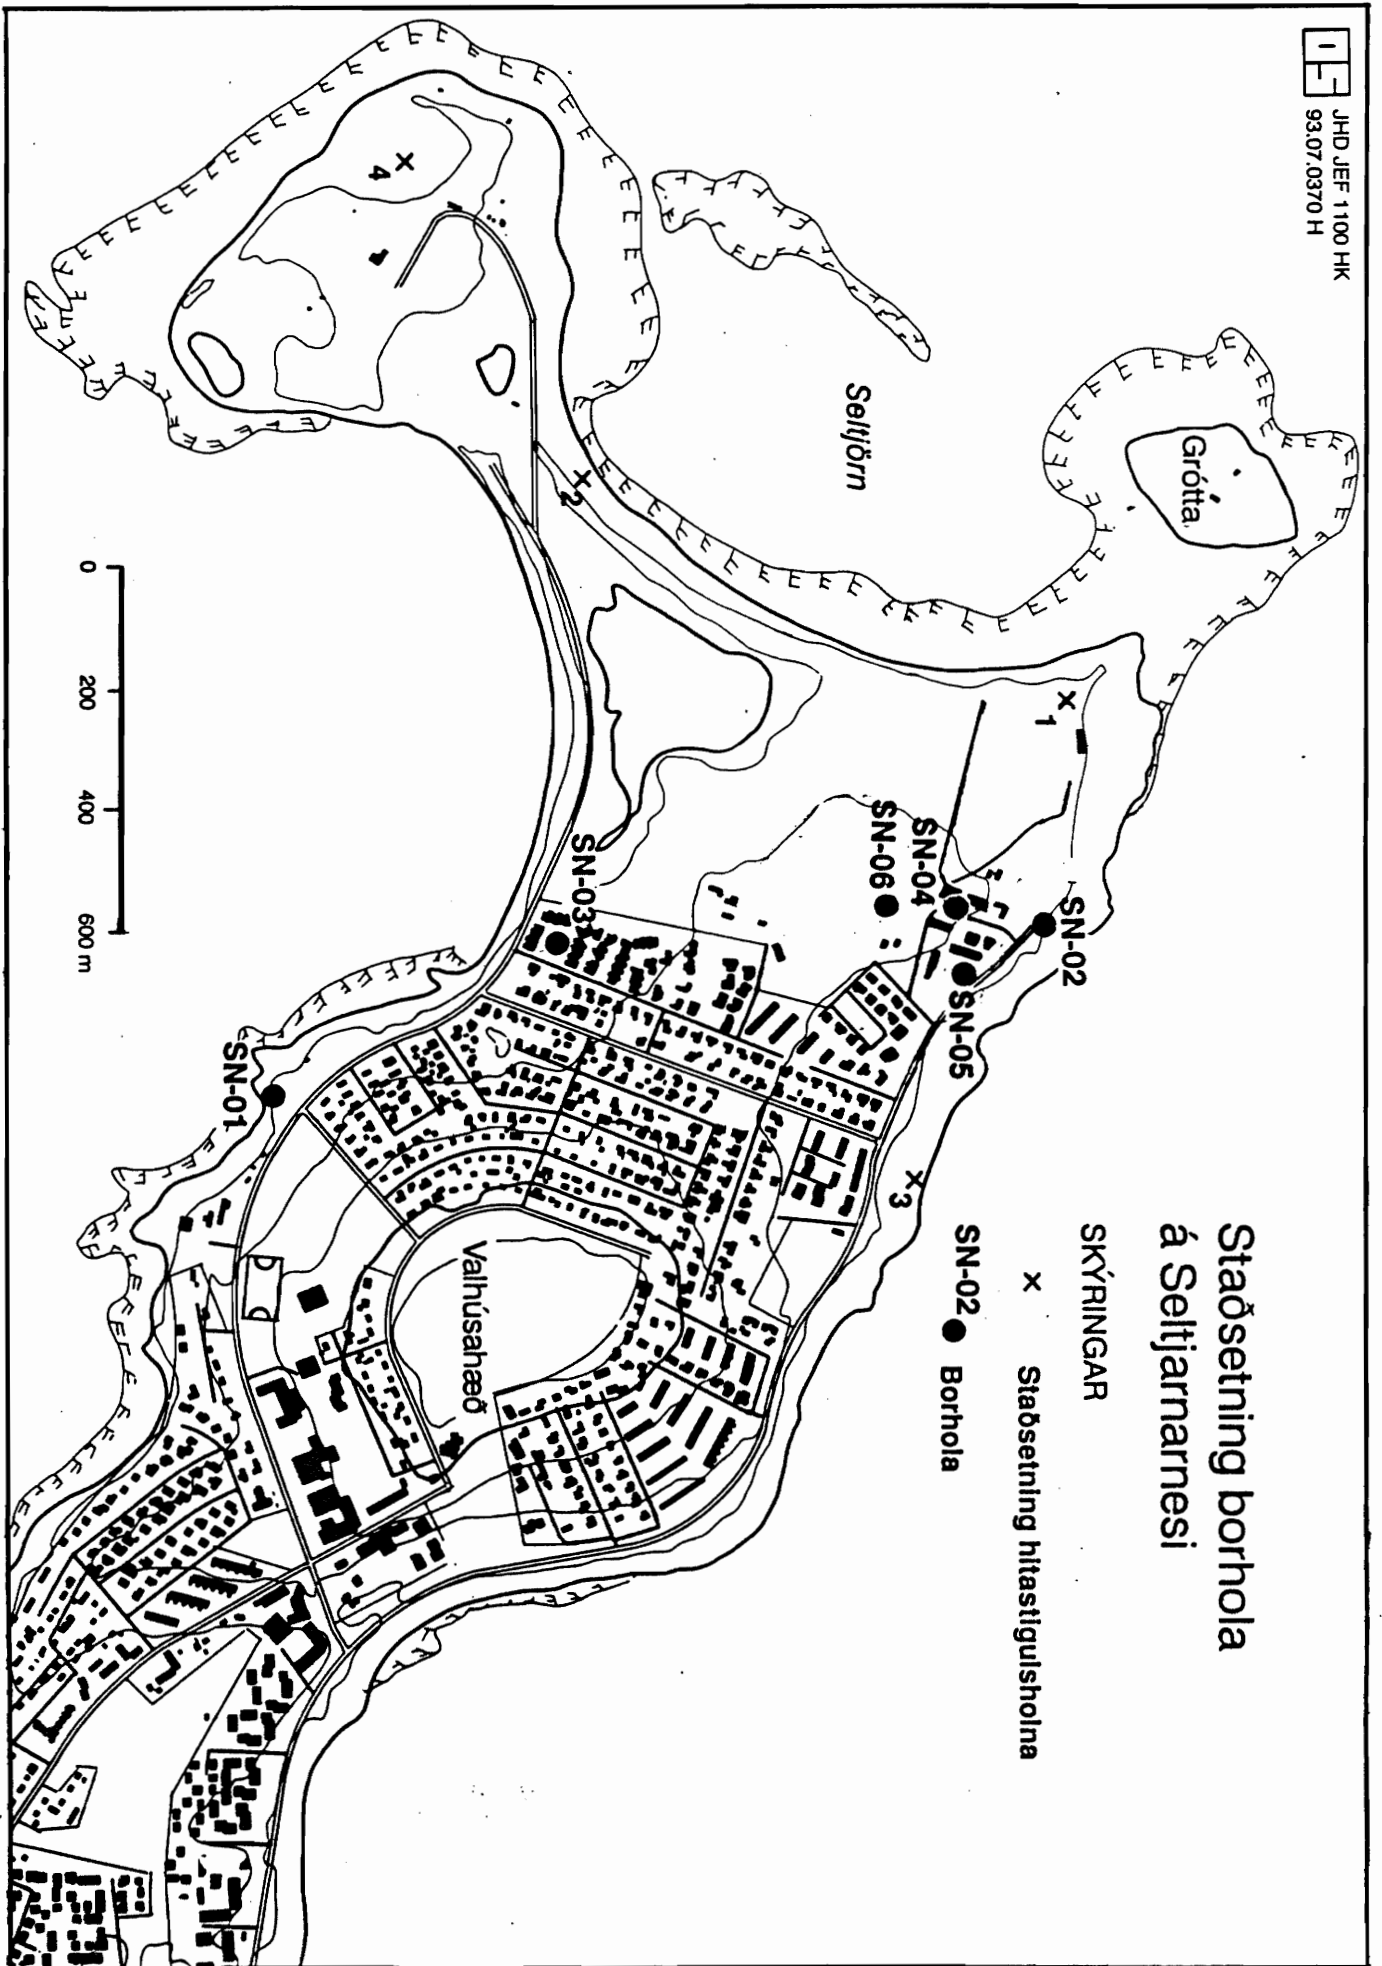 JHD JEF 1100 HK
93.07.0370 H
Staðsetning borhola
á Seltjarnarnesi
SKÝRINGAR
x Staðsetning hitastigulsholna
SN-02 Borhola
Grótta
Seltjörn
1
2
3
4
SN-02
SN-05
SN-04
SN-06
SN-03
SN-01
Valhúsahæð
0 200 400 600 m